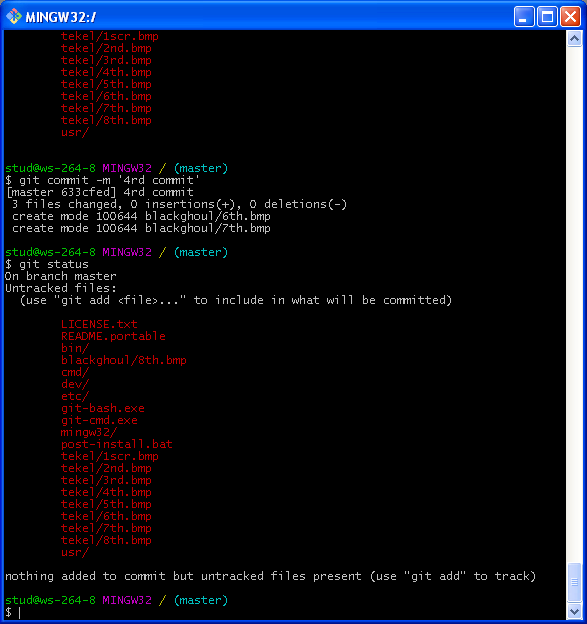 MINGW32:/
tekel/1scr.bmp
tekel/2nd.bmp
tekel/3rd.bmp
tekel/4th.bmp
tekel/5th.bmp
tekel/6th.bmp
tekel/7th.bmp
tekel/8th.bmp
usr/
stud@ws-264-8 MINGW32 / (master)
$ git commit -m '4rd commit'
[master 633cfed] 4rd commit
3 files changed, 0 insertions(+), 0 deletions(-)
create mode 100644 blackghoul/6th.bmp
create mode 100644 blackghoul/7th.bmp
stud@ws-264-8 MINGW32 / (master)
$ git status
On branch master
Untracked files:
(use "git add <file>..." to include in what will be committed)
LICENSE.txt
README.portable
bin/
blackghoul/8th.bmp
cmd/
dev/
etc/
git-bash.exe
git-cmd.exe
mingw32/
post-install.bat
tekel/1scr.bmp
tekel/2nd.bmp
tekel/3rd.bmp
tekel/4th.bmp
tekel/5th.bmp
tekel/6th.bmp
tekel/7th.bmp
tekel/8th.bmp
usr/
nothing added to commit but untracked files present (use "git add" to track)
stud@ws-264-8 MINGW32 / (master)
$